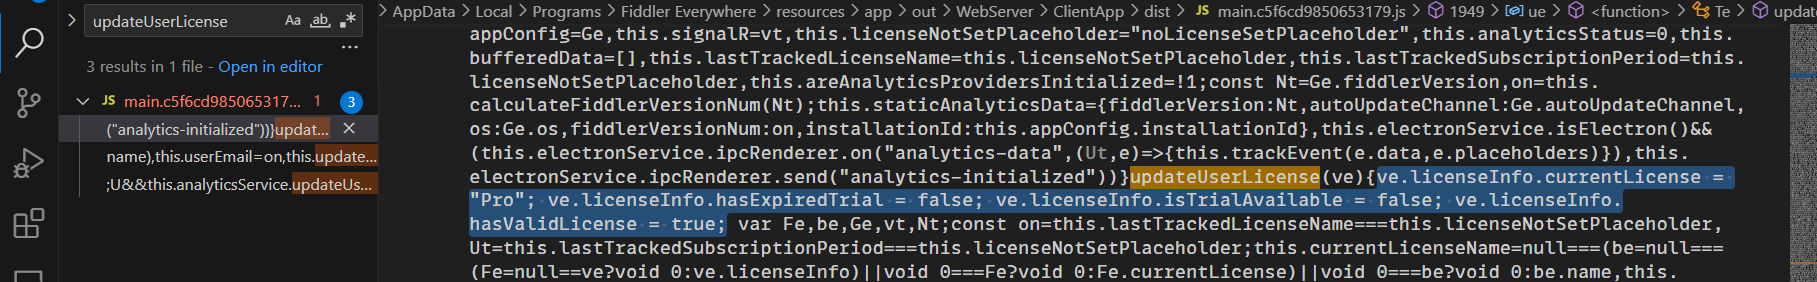 updateUserLicense
Aa ab .*
...
3 results in 1 file - Open in editor
JS main.c5f6cd985065317... 1 3
("analytics-initialized"))}updat...
name),this.userEmail=on,this.update...
;U&&this.analyticsService.updateUs...
AppData > Local > Programs > Fiddler Everywhere > resources > app > out > WebServer > ClientApp > dist > JS main.c5f6cd9850653179.js > 1949 > ue > <function> > Te > updat
appConfig=Ge,this.signalR=vt,this.licenseNotSetPlaceholder="noLicenseSetPlaceholder",this.analyticsStatus=0,this.
bufferedData=[],this.lastTrackedLicenseName=this.licenseNotSetPlaceholder,this.lastTrackedSubscriptionPeriod=this.
licenseNotSetPlaceholder,this.areAnalyticsProvidersInitialized=!1;const Nt=Ge.fiddlerVersion,on=this.
calculateFiddlerVersionNum(Nt);this.staticAnalyticsData={fiddlerVersion:Nt,autoUpdateChannel:Ge.autoUpdateChannel,
os:Ge.os,fiddlerVersionNum:on,installationId:this.appConfig.installationId},this.electronService.isElectron()&&
(this.electronService.ipcRenderer.on("analytics-data",(Ut,e)=>{this.trackEvent(e.data,e.placeholders)}),this.
electronService.ipcRenderer.send("analytics-initialized"))}updateUserLicense(ve){ve.licenseInfo.currentLicense =
"Pro"; ve.licenseInfo.hasExpiredTrial = false; ve.licenseInfo.isTrialAvailable = false; ve.licenseInfo.
hasValidLicense = true; var Fe,be,Ge,vt,Nt;const on=this.lastTrackedLicenseName===this.licenseNotSetPlaceholder,
Ut=this.lastTrackedSubscriptionPeriod===this.licenseNotSetPlaceholder;this.currentLicenseName=null===(be=null===
(Fe=null==ve?void 0:ve.licenseInfo)||void 0===Fe?void 0:Fe.currentLicense)||void 0===be?void 0:be.name,this.